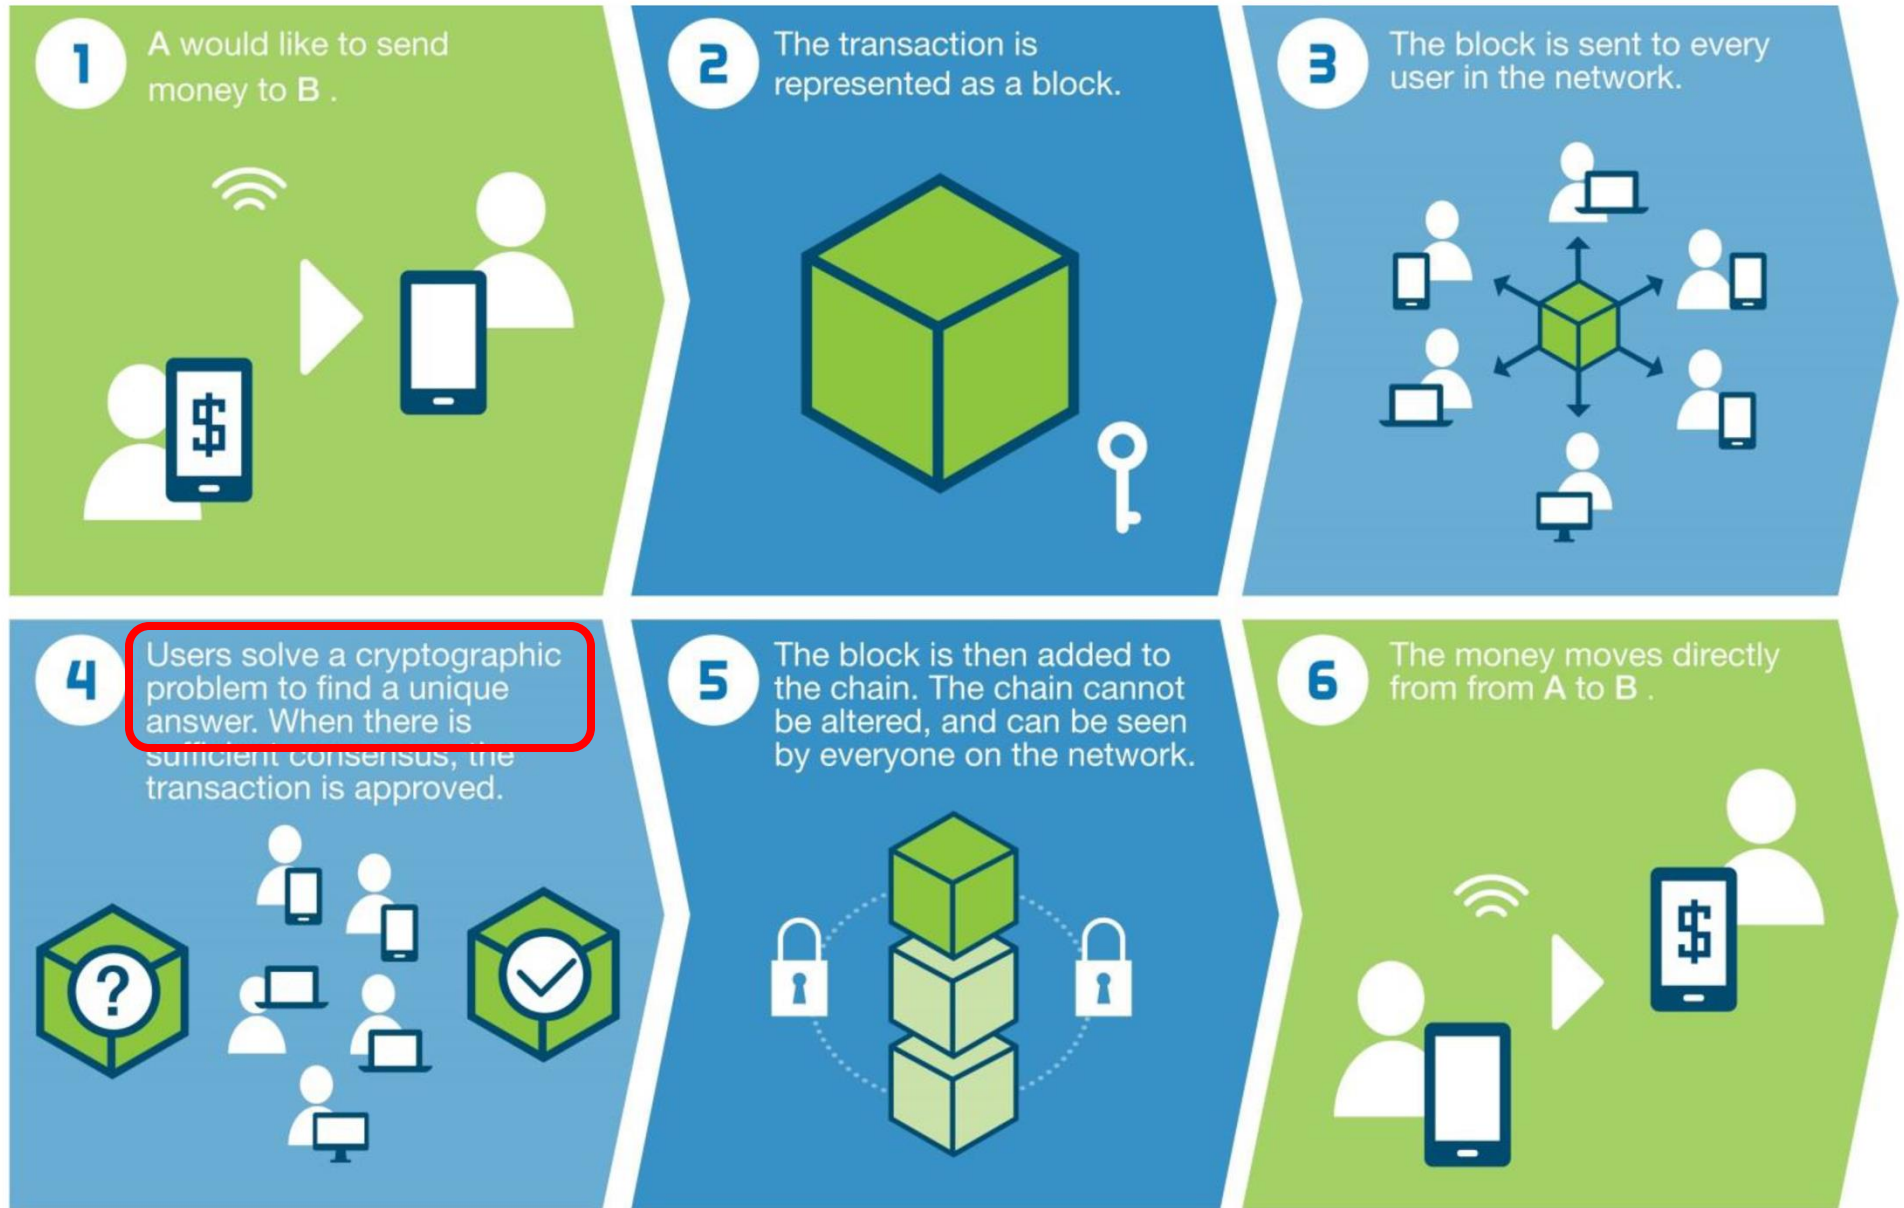 1
A would like to send
money to B .
2
The transaction is
represented as a block.
3
The block is sent to every
user in the network.
$
4
Users solve a cryptographic
problem to find a unique
answer. When there is
sufficient consensus, the
transaction is approved.
?
5
The block is then added to
the chain. The chain cannot
be altered, and can be seen
by everyone on the network.
6
The money moves directly
from from A to B .
$